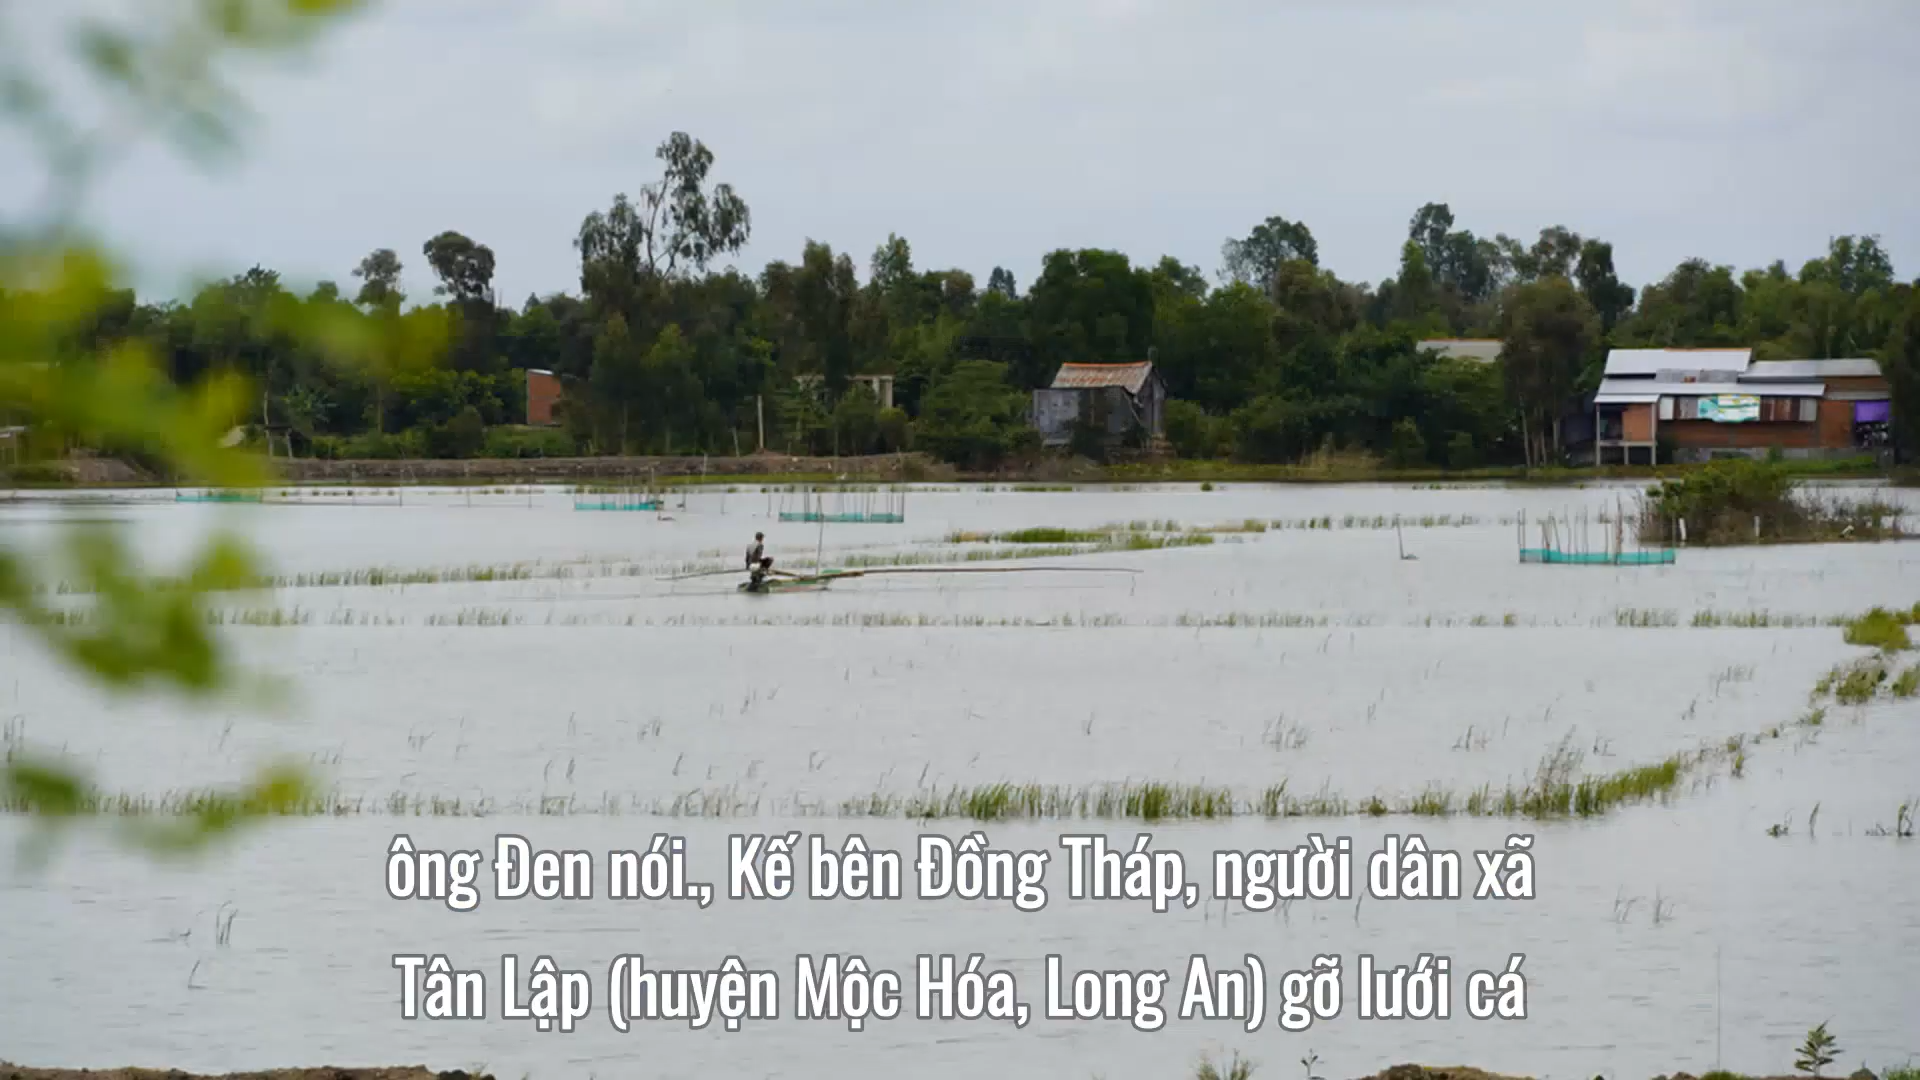 ông Đen nói., Kế bên Đồng Tháp, người dân xã
Tân Lập (huyện Mộc Hóa, Long An) gỡ lưới cá